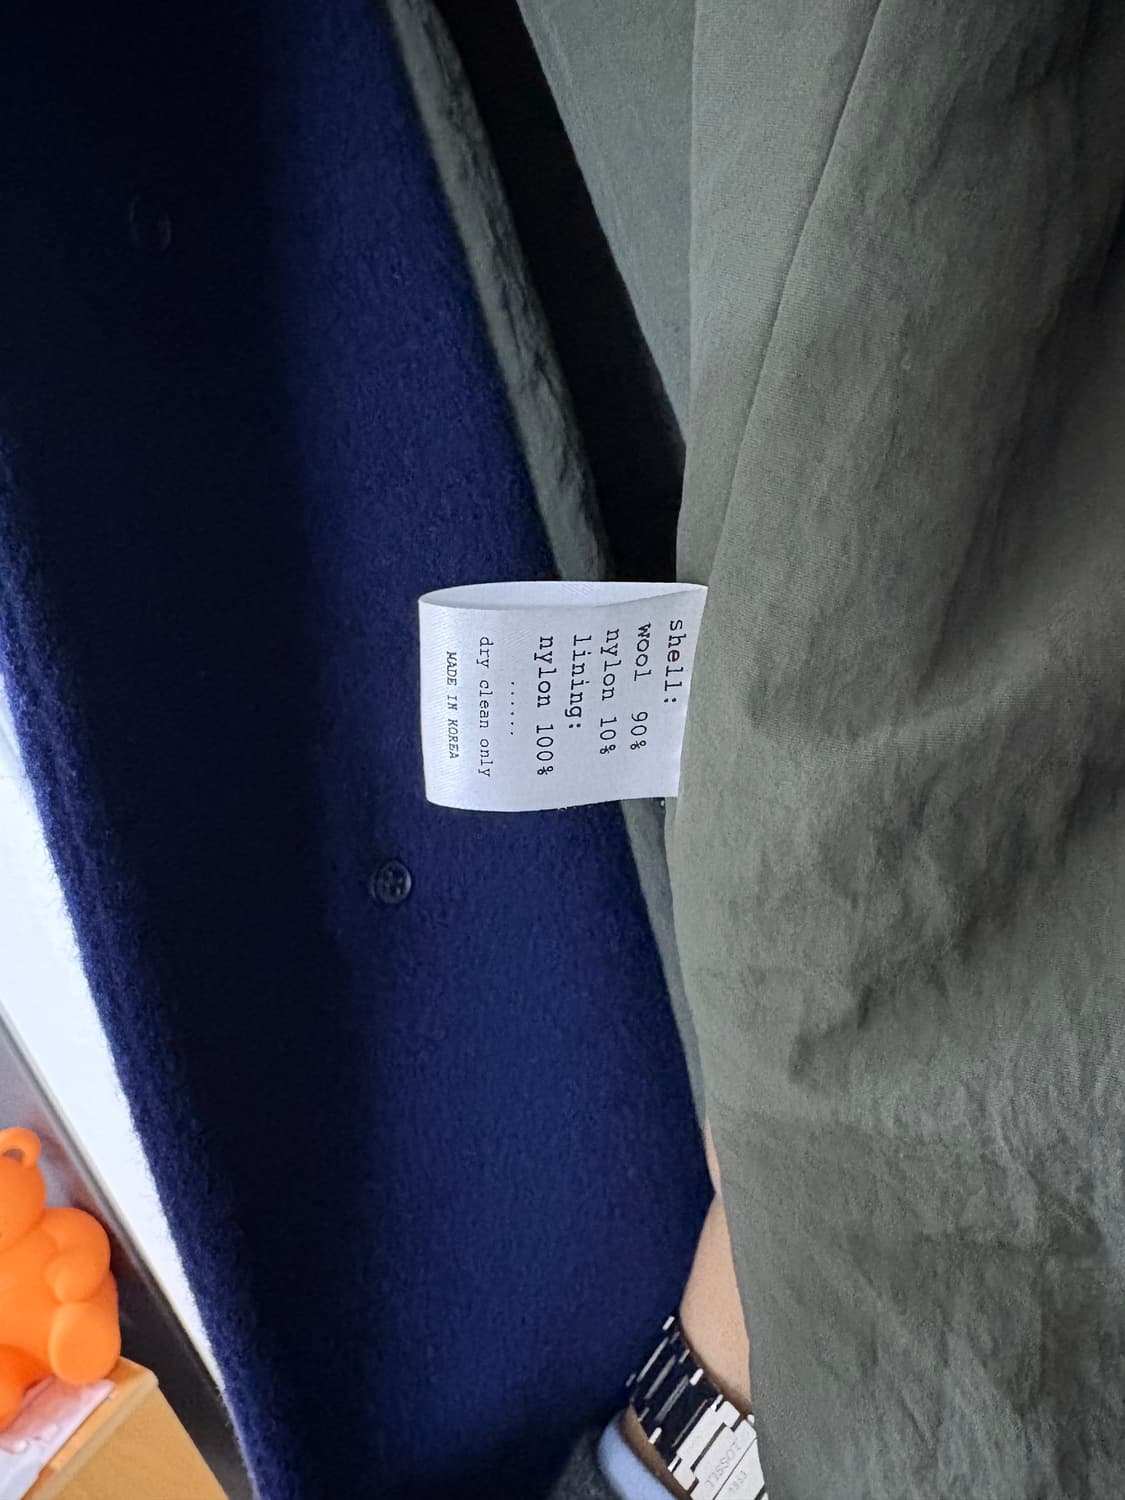 shell:
wool 90%
nylon 10%
lining:
nylon 100%
......
dry clean only
MADE IN KOREA